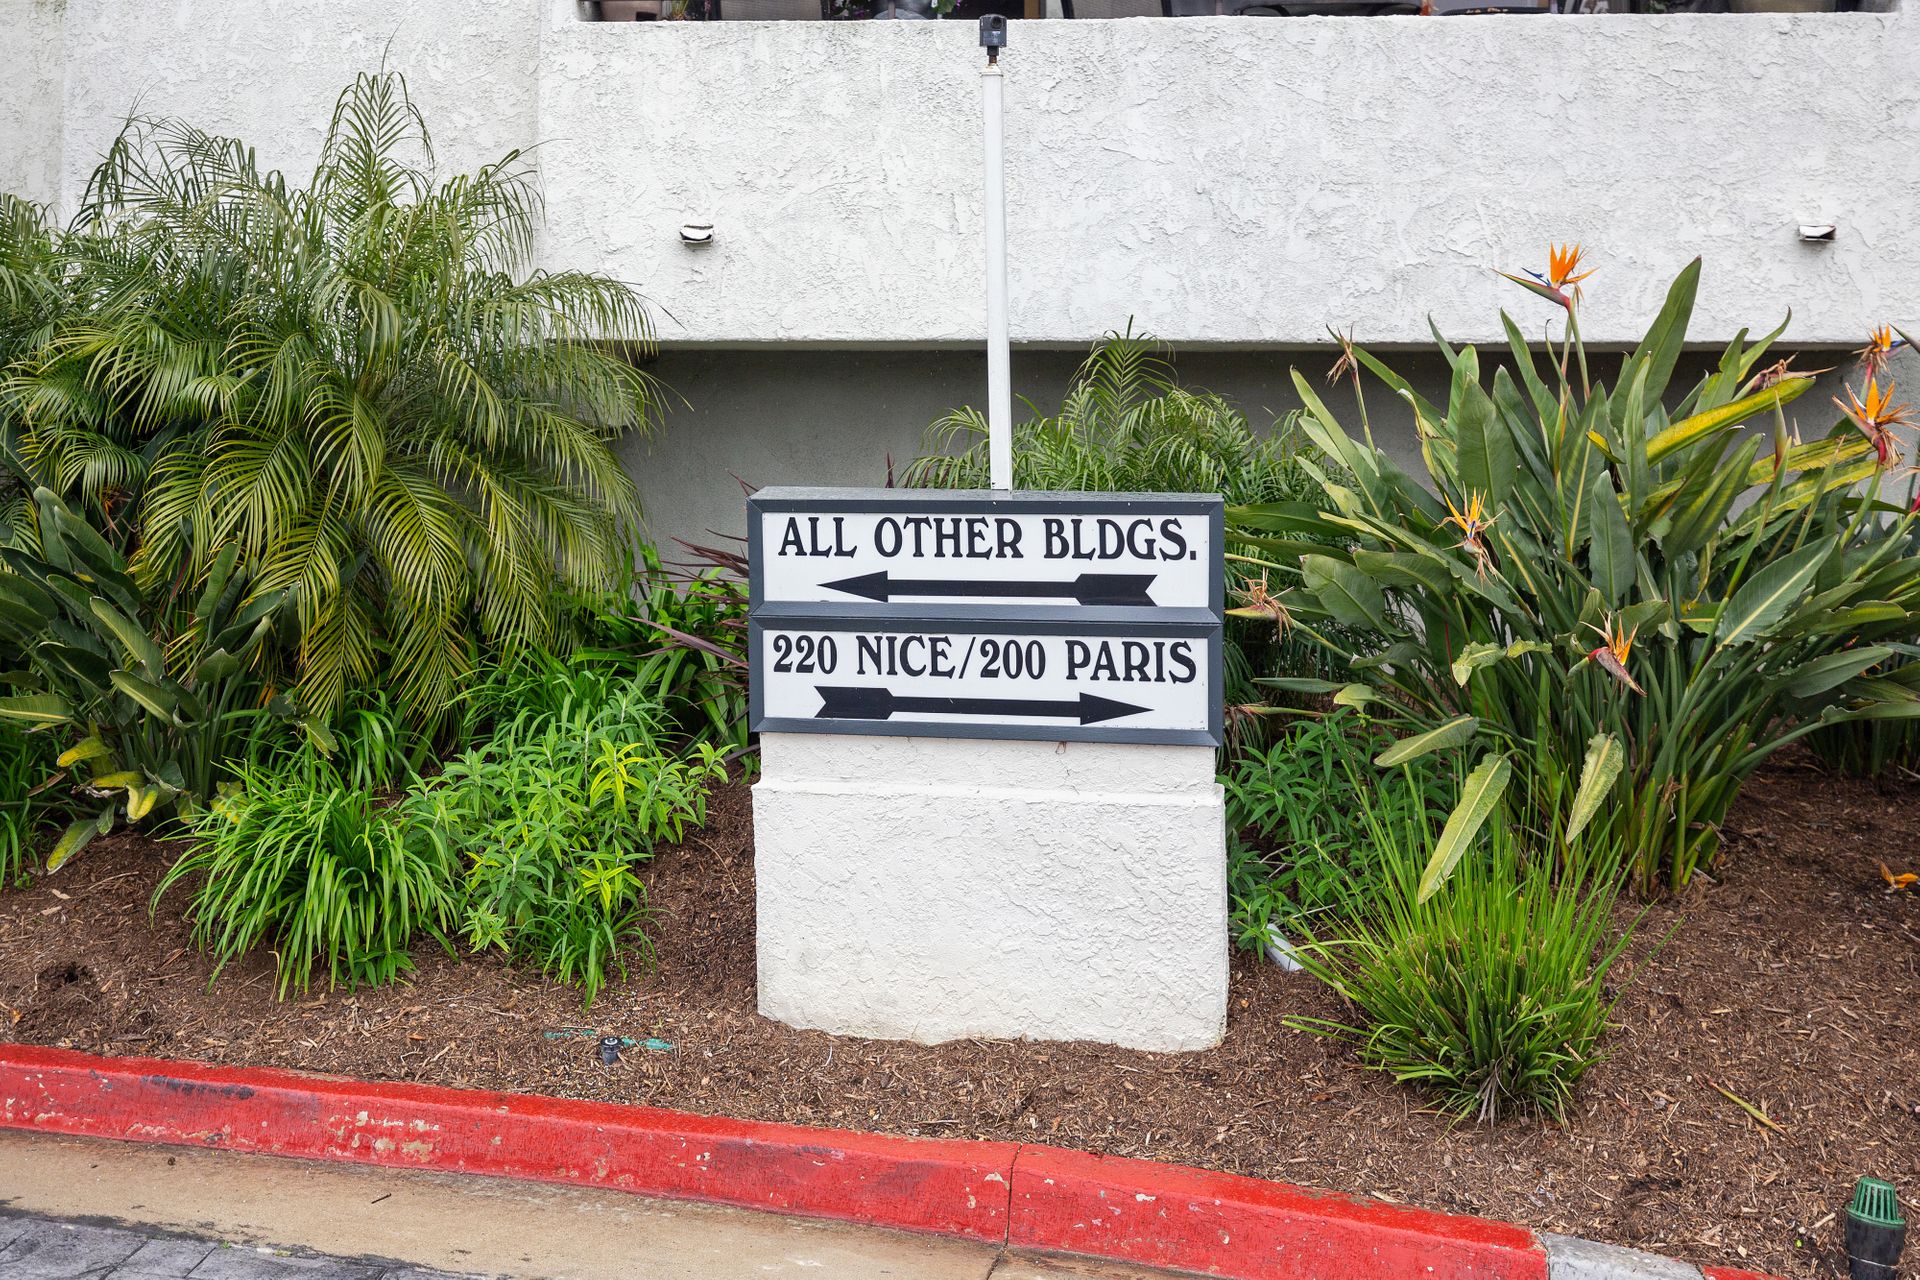 ALL OTHER BLDGS.
220 NICE/200 PARIS